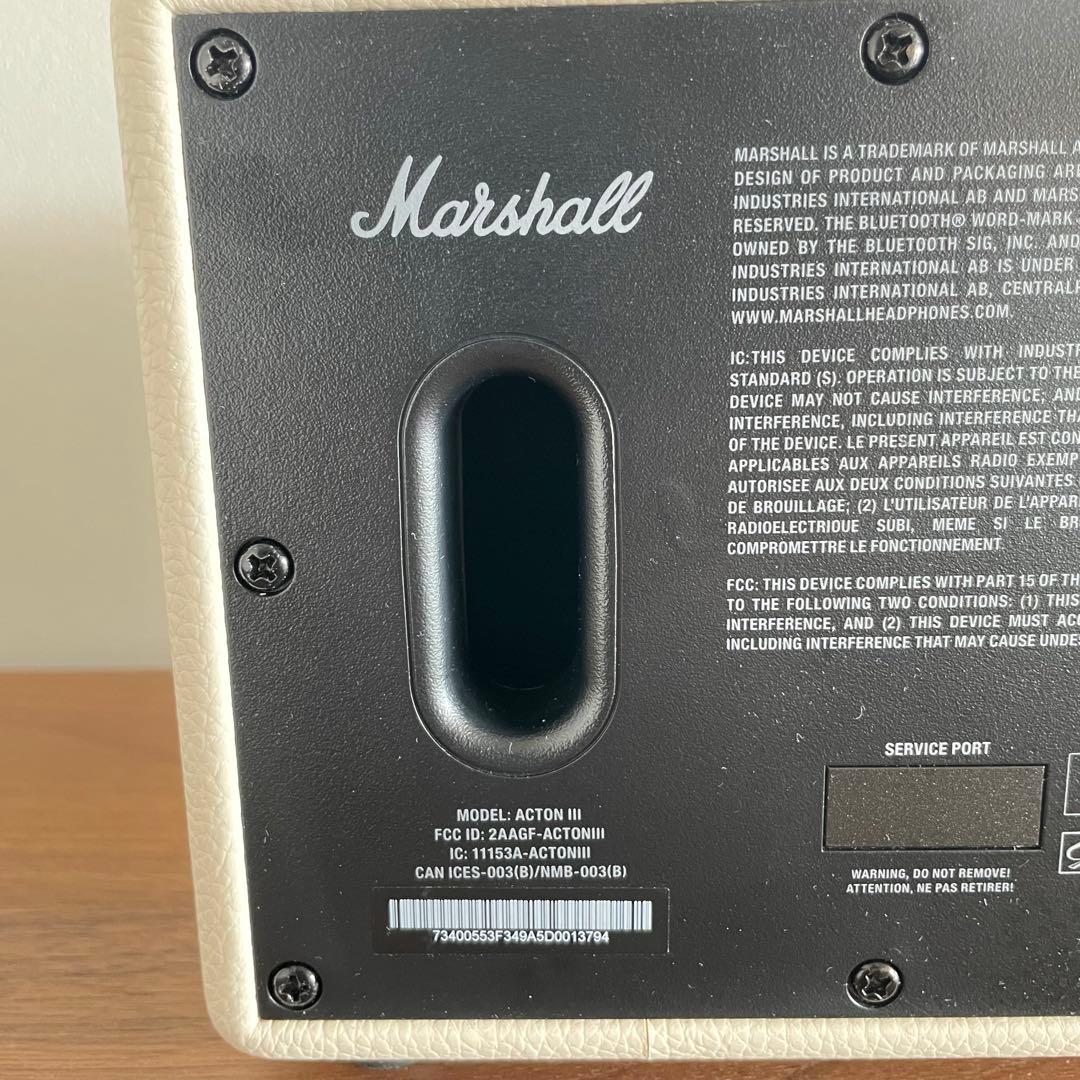 Marshall
MARSHALL IS A TRADEMARK OF MARSHALL
DESIGN OF PRODUCT AND PACKAGING ARE
INDUSTRIES INTERNATIONAL AB AND
RESERVED. THE BLUETOOTH® WORD-MARK
OWNED BY THE BLUETOOTH SIG, INC. AND
INDUSTRIES INTERNATIONAL AB IS UNDER
INDUSTRIES INTERNATIONAL AB,
WWW.MARSHALLHEADPHONES.COM.
IC:THIS DEVICE COMPLIES WITH
STANDARD (S). OPERATION IS SUBJECT TO THE
DEVICE MAY NOT CAUSE INTERFERENCE; AND
INTERFERENCE, INCLUDING INTERFERENCE
OF THE DEVICE. LE PRESENT APPAREIL EST
APPLICABLES AUX APPAREILS RADIO
AUTORISEE AUX DEUX CONDITIONS SUIVANTES
DE BROUILLAGE; (2) L'UTILISATEUR DE
RADIOELECTRIQUE SUBI, MEME SI LE
COMPROMETTRE LE FONCTIONNEMENT.
FCC: THIS DEVICE COMPLIES WITH PART 15 OF
TO THE FOLLOWING TWO CONDITIONS: (1) THIS
INTERFERENCE, AND (2) THIS DEVICE MUST
INCLUDING INTERFERENCE THAT MAY CAUSE
SERVICE PORT
WARNING, DO NOT REMOVE!
ATTENTION, NE PAS RETIRER!
MODEL: ACTON III
FCC ID: 2AAGF-ACTONIII
IC: 11153A-ACTONIII
CAN ICES-003(B)/NMB-003(B)
73400553F349A5D0013794